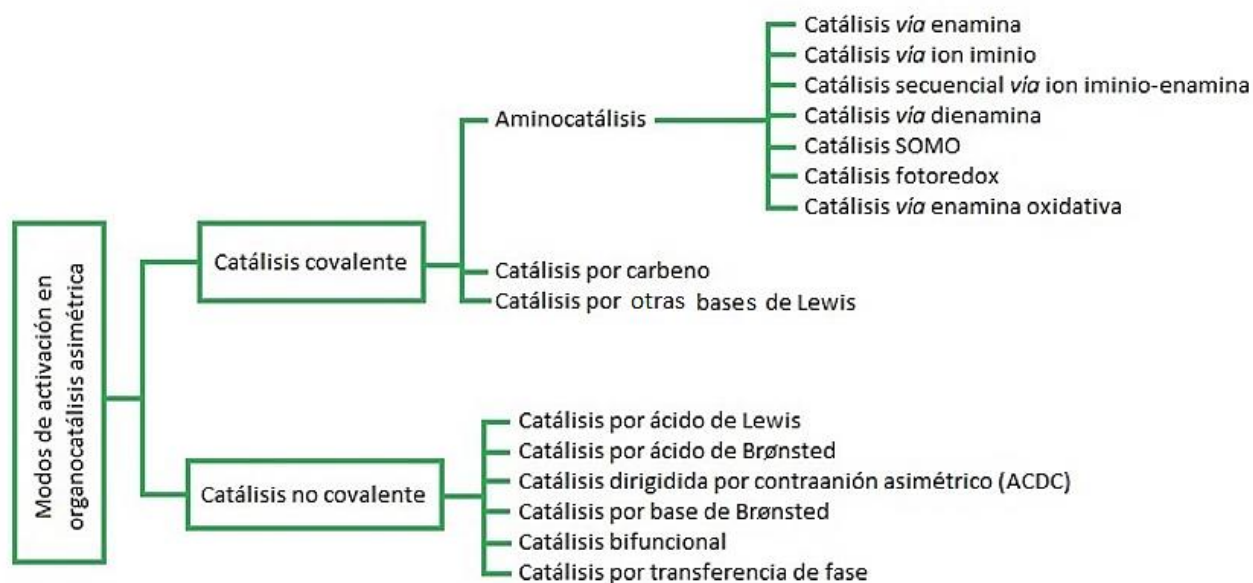 Modos de activación en
organocatálisis asimétrica
Catálisis covalente
Aminocatálisis
Catálisis vía enamina
Catálisis vía ion iminio
Catálisis secuencial vía ion iminio-enamina
Catálisis vía dienamina
Catálisis SOMO
Catálisis fotoredox
Catálisis vía enamina oxidativa
Catálisis por carbeno
Catálisis por otras bases de Lewis
Catálisis no covalente
Catálisis por ácido de Lewis
Catálisis por ácido de Brønsted
Catálisis dirigidida por contraanión asimétrico (ACDC)
Catálisis por base de Brønsted
Catálisis bifuncional
Catálisis por transferencia de fase